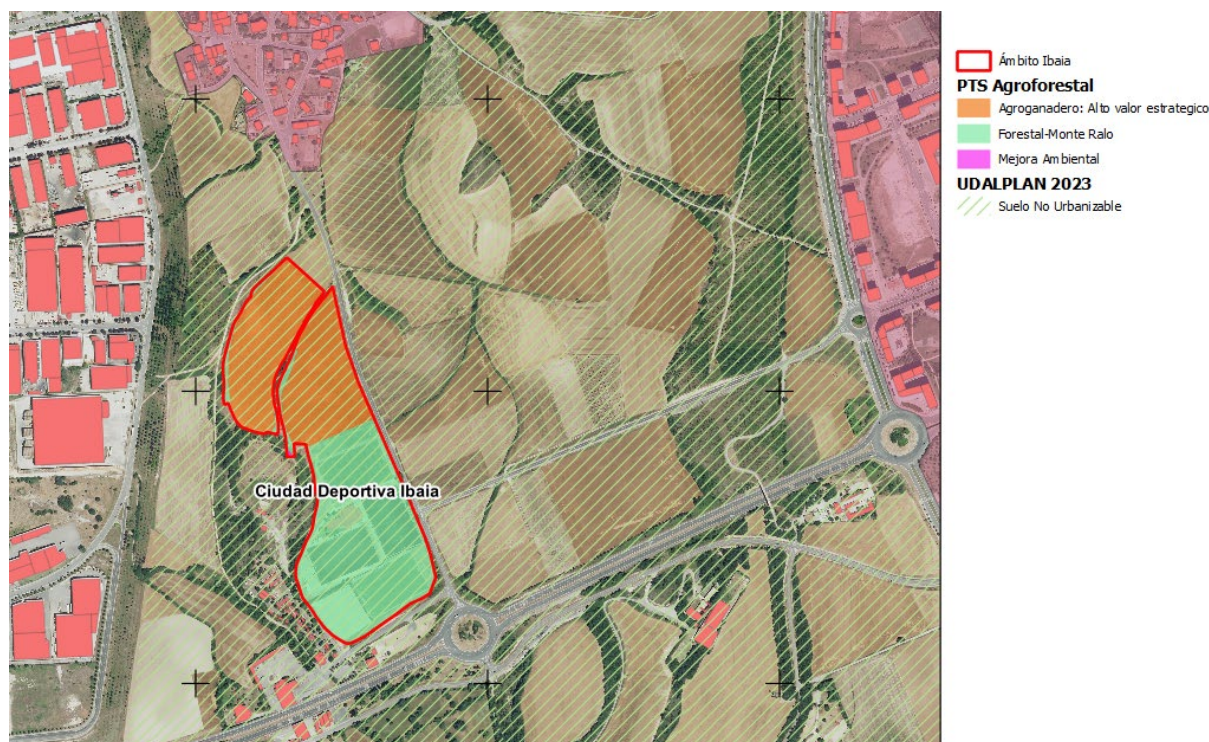 Ámbito Ibaia
PTS Agroforestal
Agroganadero: Alto valor estrategico
Forestal-Monte Ralo
Mejora Ambiental
UDALPLAN 2023
Suelo No Urbanizable
Ciudad Deportiva Ibaia